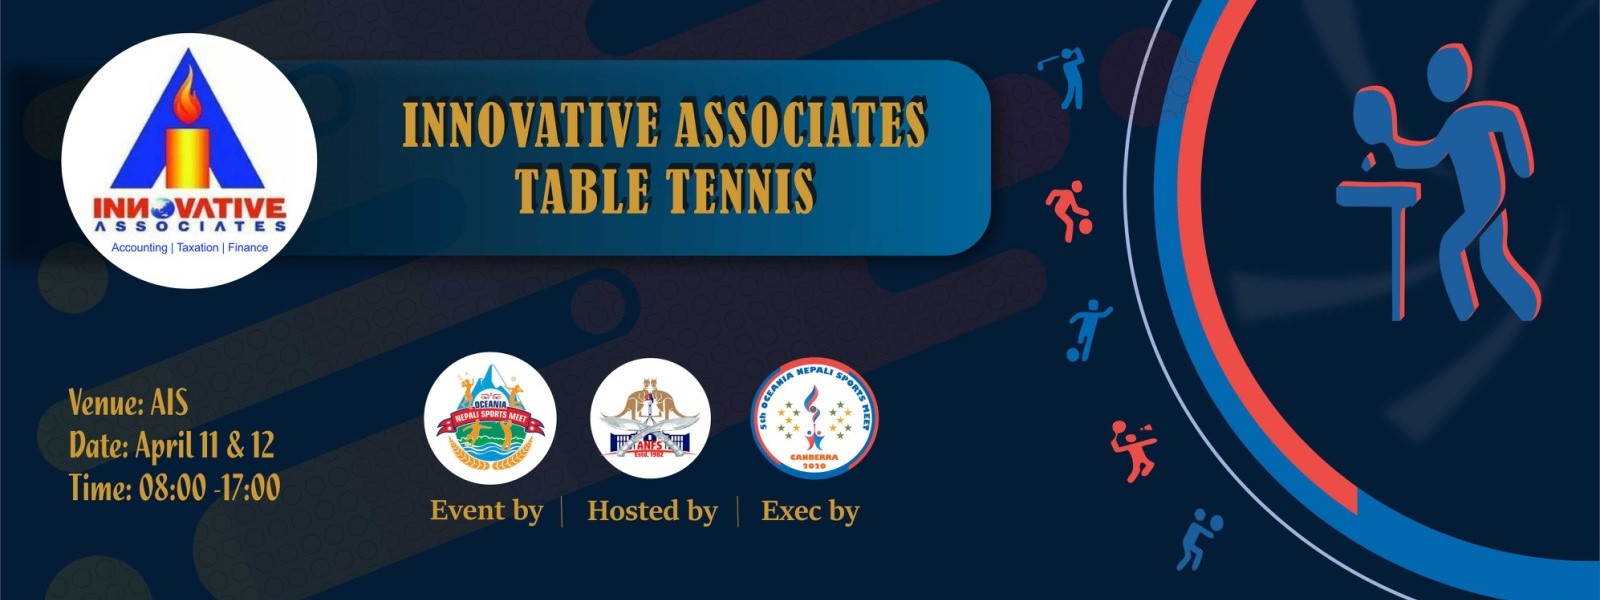 INNOVATIVE
ASSOCIATES
Accounting | Taxation | Finance
INNOVATIVE ASSOCIATES
TABLE TENNIS
Venue: AIS
Date: April 11 & 12
Time: 08:00 -17:00
OCEANIA
NEPALI SPORTS MEET
Event by
ANFS
Estd. 1982
Hosted by
5th OCEANIA NEPALI SPORTS MEET
CANBERRA
2020
Exec by